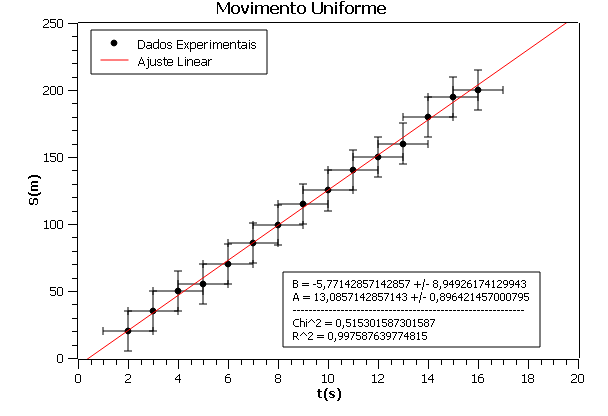 Movimento Uniforme
250
200
150
100
50
0
S(m)
Dados Experimentais
Ajuste Linear
B = -5,77142857142857 +/- 8,94926174129943
A = 13,0857142857143 +/- 0,896421457000795
--------------------------------------------------------
Chi^2 = 0,515301587301587
R^2 = 0,997587639774815
0 2 4 6 8 10 12 14 16 18 20
t(s)